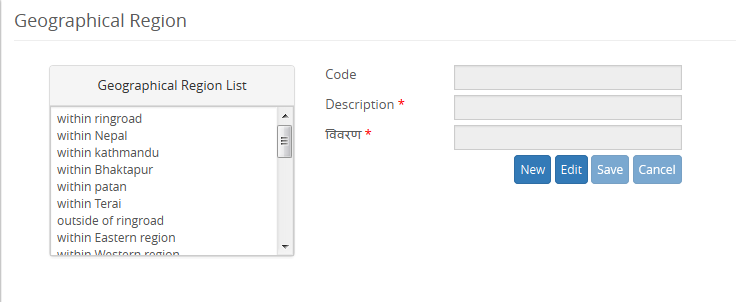 Geographical Region
Geographical Region List
within ringroad
within Nepal
within kathmandu
within Bhaktapur
within patan
within Terai
outside of ringroad
within Eastern region
within Western region
Code
Description *
विवरण *
New Edit Save Cancel